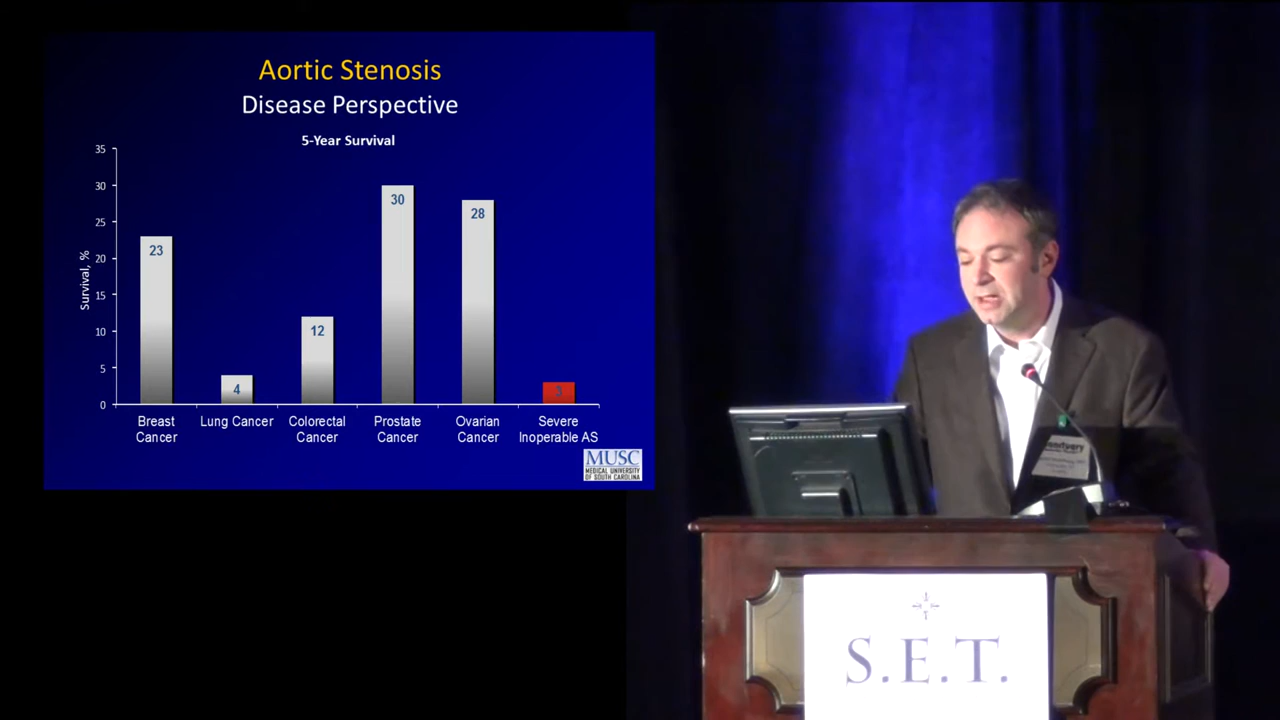 Aortic Stenosis
Disease Perspective
5-Year Survival
Survival, %
35
30
25
20
15
10
5
0
23
4
12
30
28
3
Breast
Cancer
Lung Cancer
Colorectal
Cancer
Prostate
Cancer
Ovarian
Cancer
Severe
Inoperable AS
MUSC
MEDICAL UNIVERSITY
OF SOUTH CAROLINA
S.E.T.